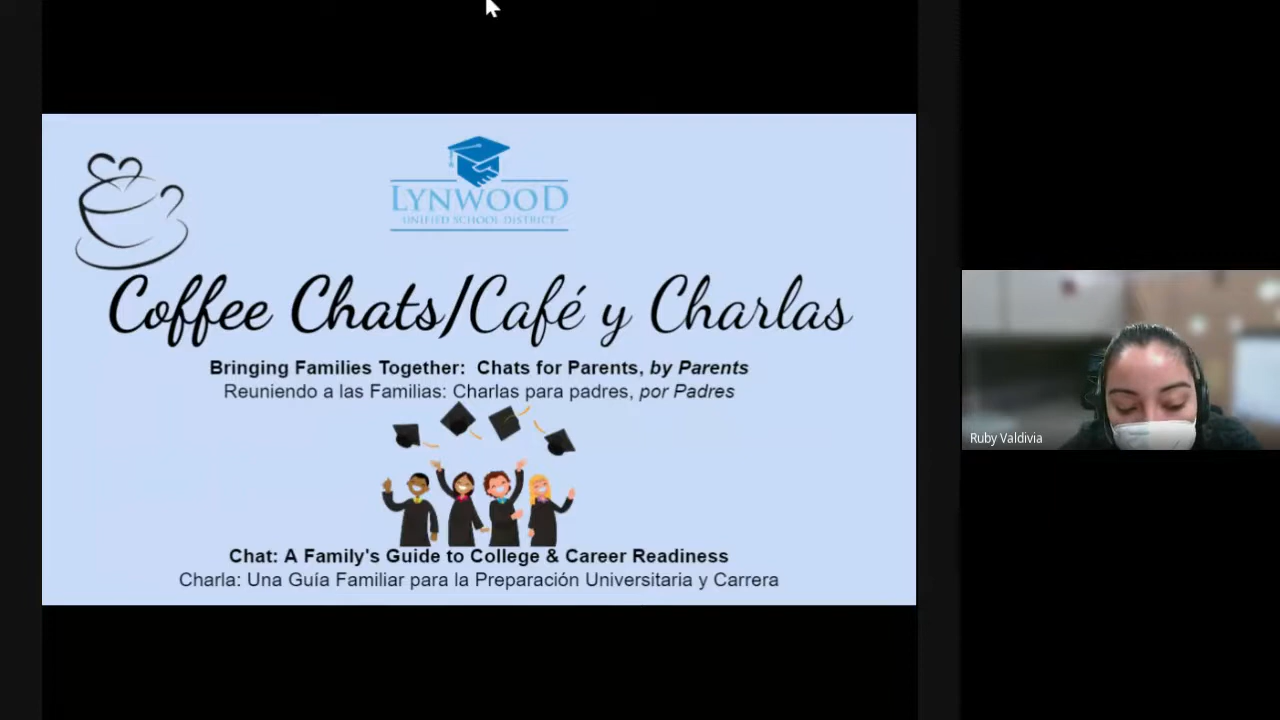 LYNWOOD
UNIFIED SCHOOL DISTRICT
Coffee Chats/Café y Charlas
Bringing Families Together:  Chats for Parents, by Parents
Reuniendo a las Familias: Charlas para padres, por Padres
Chat: A Family's Guide to College & Career Readiness
Charla: Una Guía Familiar para la Preparación Universitaria y Carrera
Ruby Valdivia